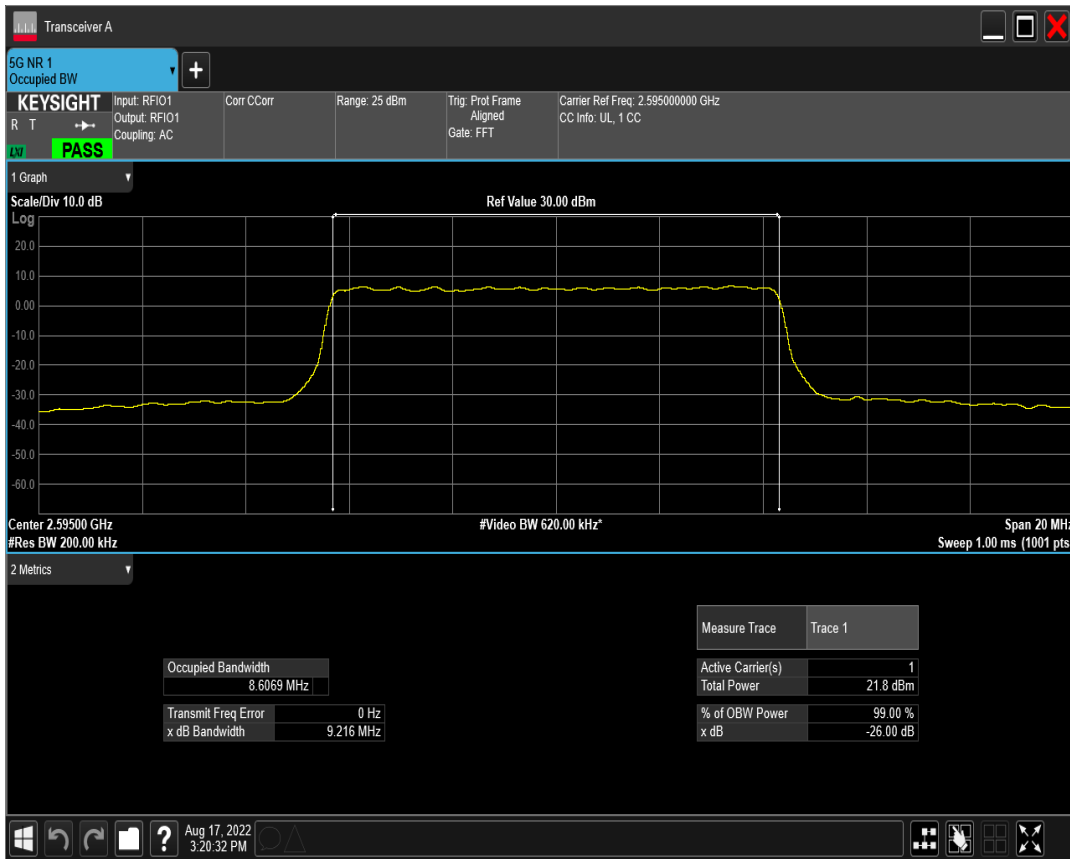 Transceiver A
5G NR 1
Occupied BW
KEYSIGHT
R T
LXI
PASS
Input: RFIO1
Output: RFIO1
Coupling: AC
Corr CCorr
Range: 25 dBm
Trig: Prot Frame
Aligned
Gate: FFT
Carrier Ref Freq: 2.595000000 GHz
CC Info: UL, 1 CC
1 Graph
Scale/Div 10.0 dB
Ref Value 30.00 dBm
Log
20.0
10.0
0.00
-10.0
-20.0
-30.0
-40.0
-50.0
-60.0
Center 2.59500 GHz
#Video BW 620.00 kHz*
Span 20 MHz
#Res BW 200.00 kHz
Sweep 1.00 ms (1001 pts
2 Metrics
Measure Trace Trace 1
Occupied Bandwidth
8.6069 MHz
Active Carrier(s) 1
Total Power 21.8 dBm
Transmit Freq Error 0 Hz
x dB Bandwidth 9.216 MHz
% of OBW Power 99.00 %
x dB -26.00 dB
?
Aug 17, 2022
3:20:32 PM